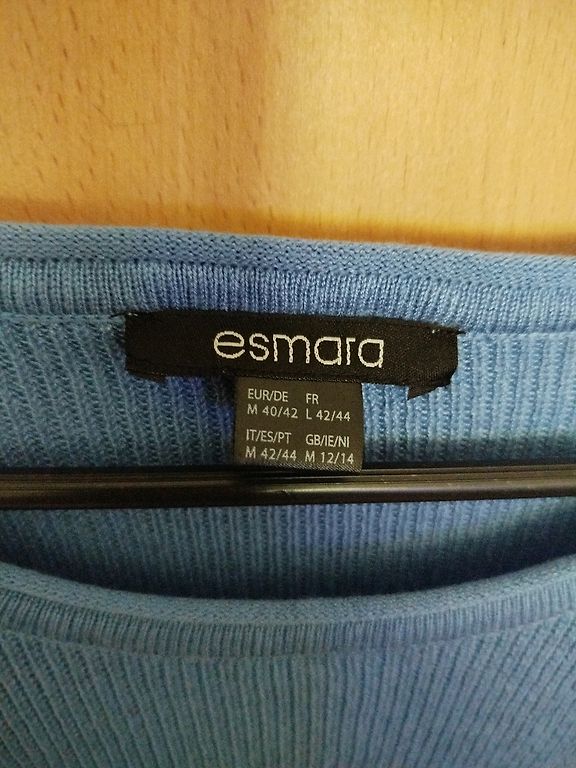 esmara
EUR/DE FR
M 40/42 L 42/44
IT/ES/PT GB/IE/NI
M 42/44 M 12/14